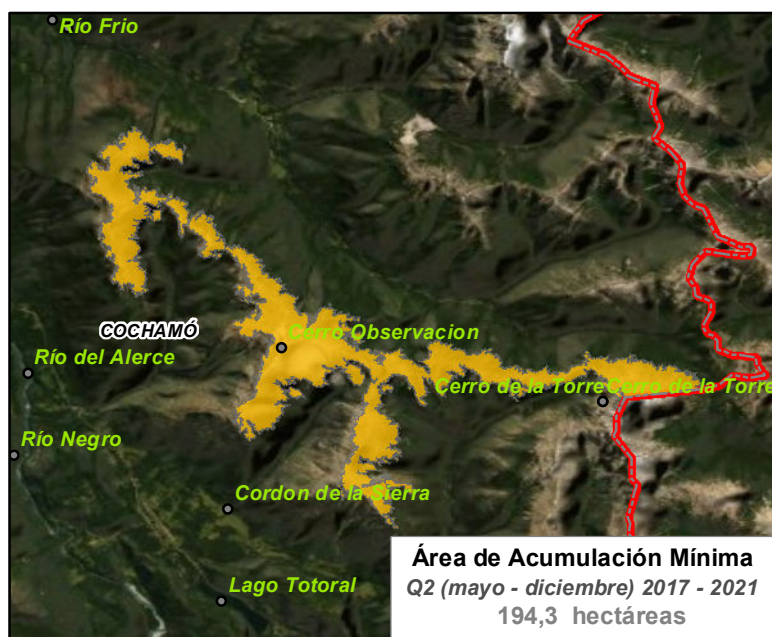 Río Frio
COCHAMÓ
Cerro Observacion
Río del Alerce
Cerro de la Torre
Cerro de la Torre
Río Negro
Cordon de la Sierra
Lago Totoral
Área de Acumulación Mínima
Q2 (mayo - diciembre) 2017 - 2021
194,3 hectáreas